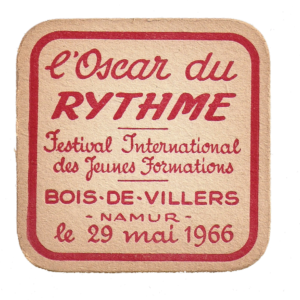 l'Oscar du
RYTHME
Festival International
des Jeunes Formations
BOIS-DE-VILLERS
- NAMUR -
le 29 mai 1966